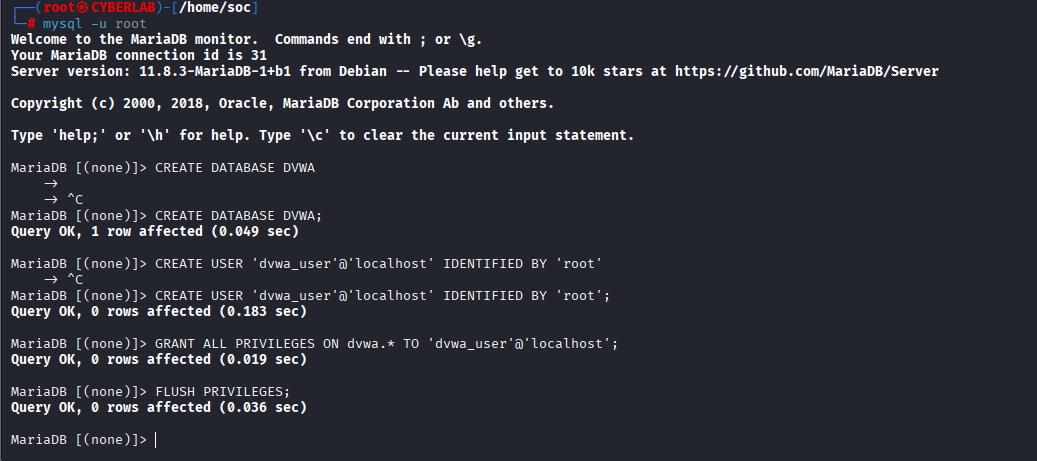 ┌──(root㉿CYBERLAB)-[/home/soc]
└─# mysql -u root
Welcome to the MariaDB monitor.  Commands end with ; or \g.
Your MariaDB connection id is 31
Server version: 11.8.3-MariaDB-1+b1 from Debian -- Please help get to 10k stars at https://github.com/MariaDB/Server

Copyright (c) 2000, 2018, Oracle, MariaDB Corporation Ab and others.

Type 'help;' or '\h' for help. Type '\c' to clear the current input statement.

MariaDB [(none)]> CREATE DATABASE DVWA
    ->
    -> ^C
MariaDB [(none)]> CREATE DATABASE DVWA;
Query OK, 1 row affected (0.049 sec)

MariaDB [(none)]> CREATE USER 'dvwa_user'@'localhost' IDENTIFIED BY 'root'
    -> ^C
MariaDB [(none)]> CREATE USER 'dvwa_user'@'localhost' IDENTIFIED BY 'root';
Query OK, 0 rows affected (0.183 sec)

MariaDB [(none)]> GRANT ALL PRIVILEGES ON dvwa.* TO 'dvwa_user'@'localhost';
Query OK, 0 rows affected (0.019 sec)

MariaDB [(none)]> FLUSH PRIVILEGES;
Query OK, 0 rows affected (0.036 sec)

MariaDB [(none)]>